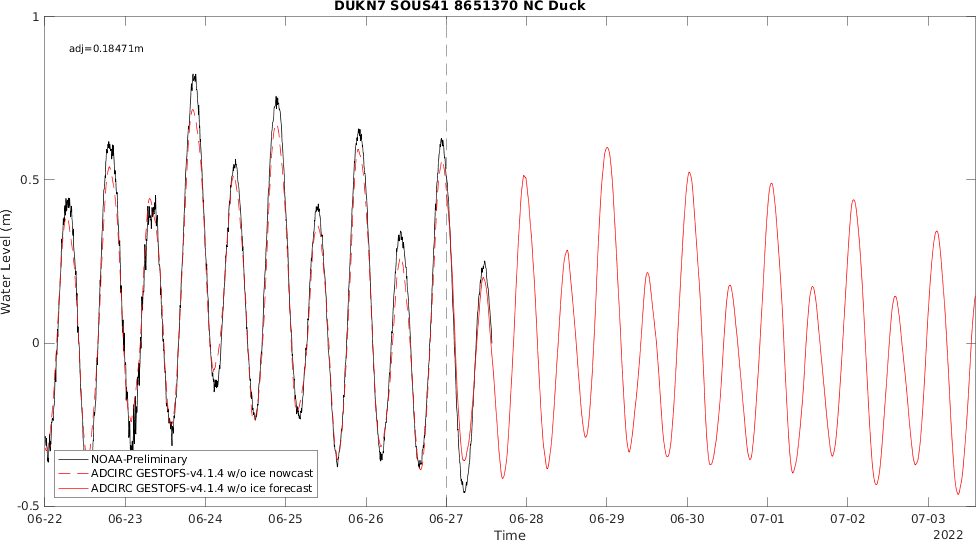 DUKN7 SOUS41 8651370 NC Duck
adj=0.18471m
Water Level (m)
1
0.5
0
-0.5
NOAA-Preliminary
ADCIRC GESTOFS-v4.1.4 w/o ice nowcast
ADCIRC GESTOFS-v4.1.4 w/o ice forecast
06-22 06-23 06-24 06-25 06-26 06-27 06-28 06-29 06-30 07-01 07-02 07-03
Time
2022